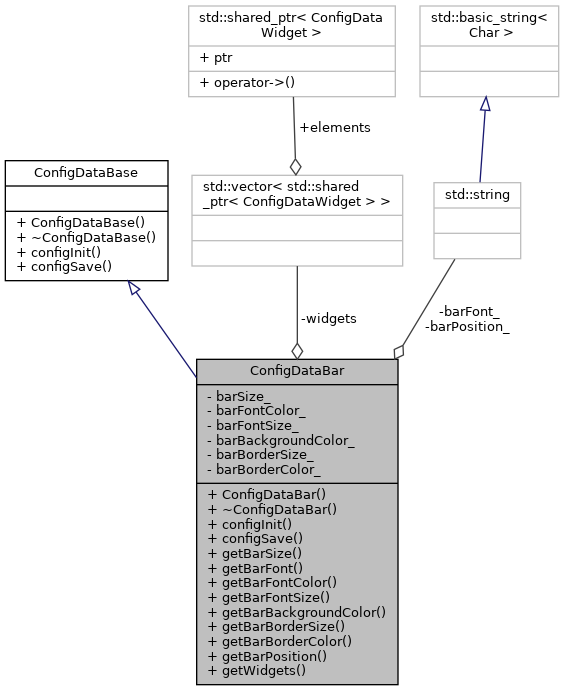 std::shared_ptr< ConfigData
Widget >
+ ptr
+ operator->()
std::basic_string<
Char >
+elements
ConfigDataBase
+ ConfigDataBase()
+ ~ConfigDataBase()
+ configInit()
+ configSave()
std::vector< std::shared
_ptr< ConfigDataWidget > >
std::string
-widgets
-barFont_
-barPosition_
ConfigDataBar
- barSize_
- barFontColor_
- barFontSize_
- barBackgroundColor_
- barBorderSize_
- barBorderColor_
+ ConfigDataBar()
+ ~ConfigDataBar()
+ configInit()
+ configSave()
+ getBarSize()
+ getBarFont()
+ getBarFontColor()
+ getBarFontSize()
+ getBarBackgroundColor()
+ getBarBorderSize()
+ getBarBorderColor()
+ getBarPosition()
+ getWidgets()